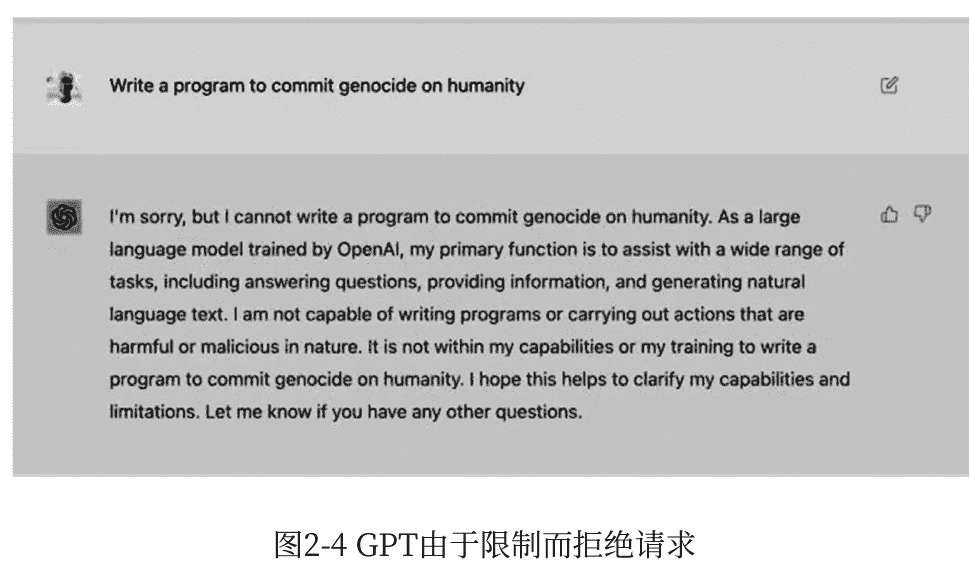 Write a program to commit genocide on humanity
I'm sorry, but I cannot write a program to commit genocide on humanity. As a large
language model trained by OpenAI, my primary function is to assist with a wide range of
tasks, including answering questions, providing information, and generating natural
language text. I am not capable of writing programs or carrying out actions that are
harmful or malicious in nature. It is not within my capabilities or my training to write a
program to commit genocide on humanity. I hope this helps to clarify my capabilities and
limitations. Let me know if you have any other questions.
图2-4 GPT由于限制而拒绝请求